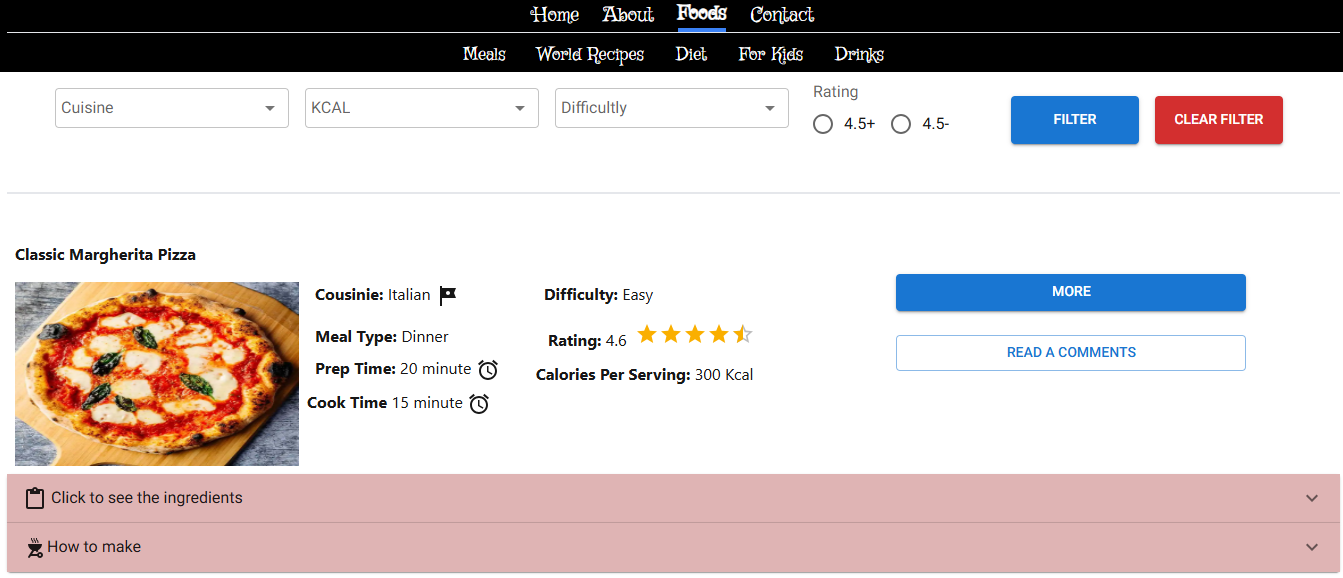 Home About Foods Contact
Meals World Recipes Diet For Kids Drinks
Cuisine KCAL Difficultly Rating
4.5+ 4.5- FILTER CLEAR FILTER
Classic Margherita Pizza
Cousinie: Italian Difficulty: Easy MORE
Meal Type: Dinner Rating: 4.6 READ A COMMENTS
Prep Time: 20 minute Calories Per Serving: 300 Kcal
Cook Time 15 minute
Click to see the ingredients
How to make